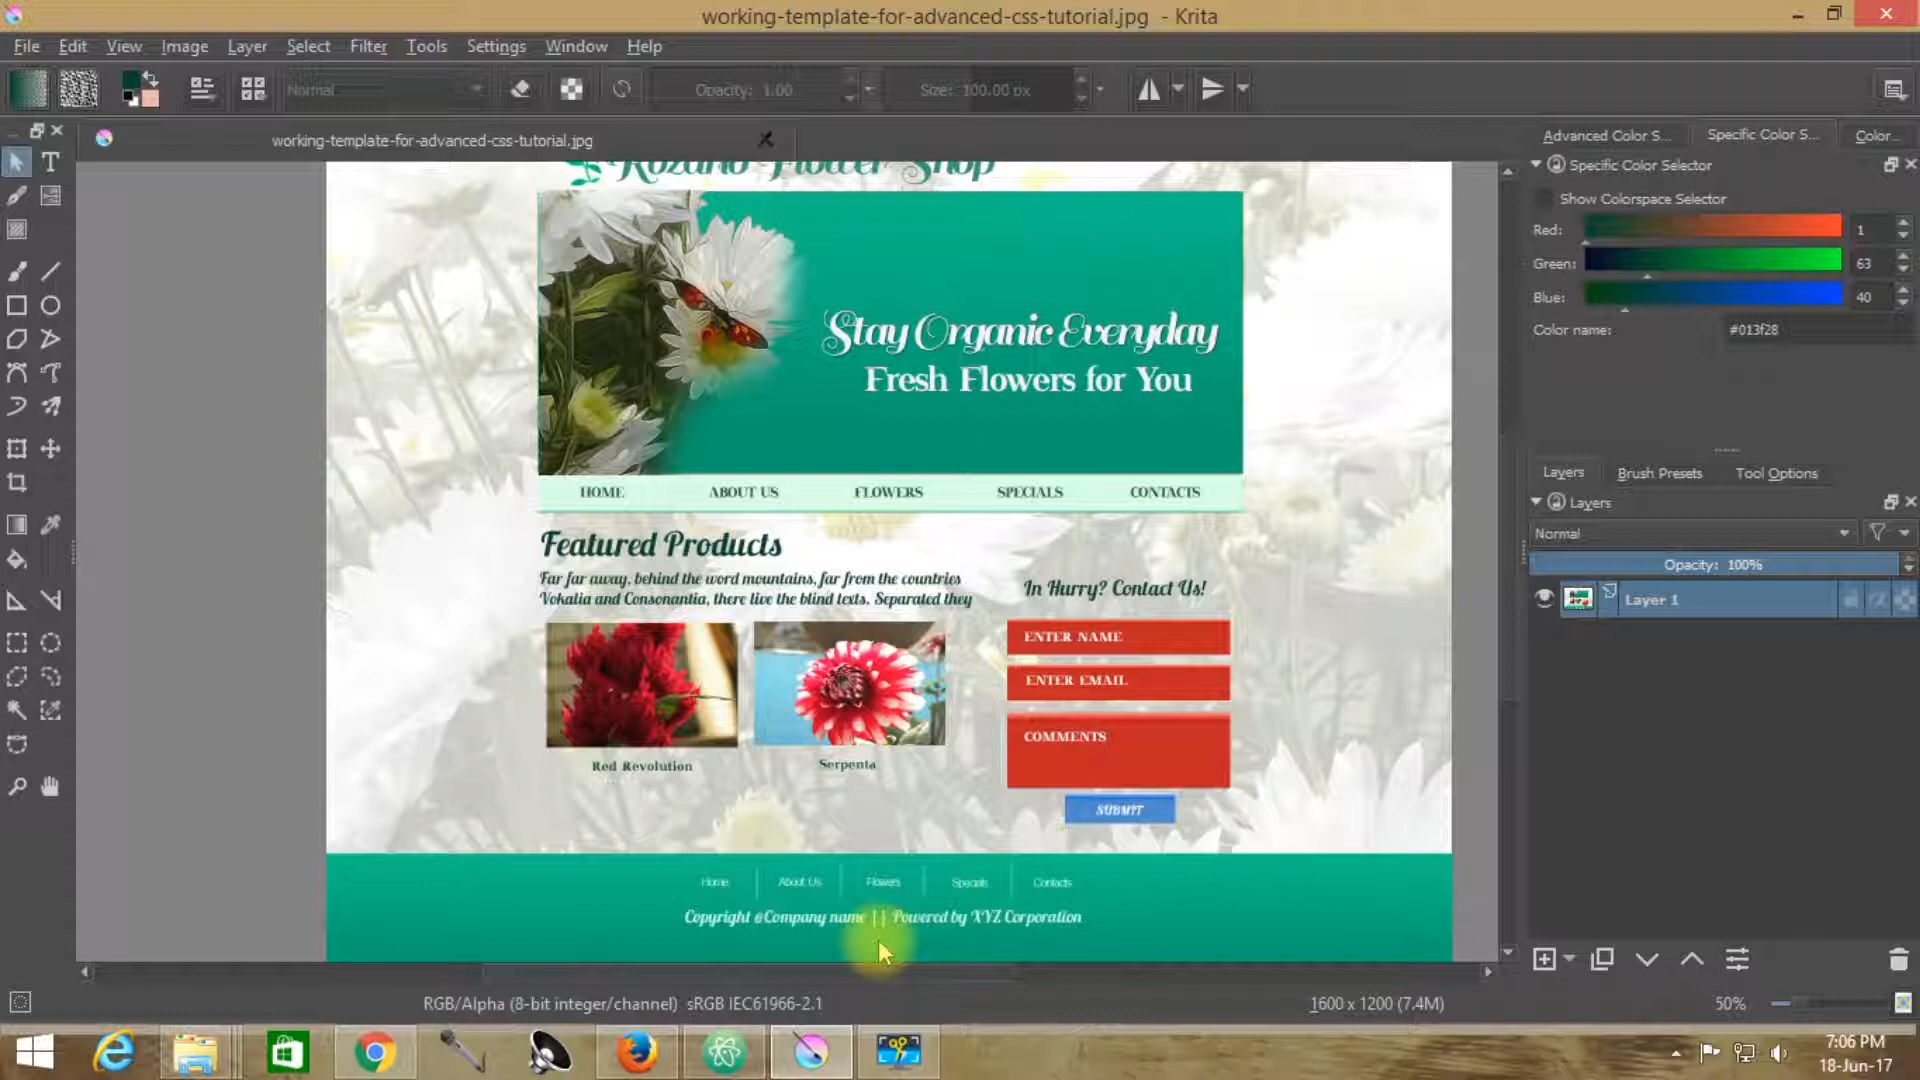 working-template-for-advanced-css-tutorial.jpg - Krita
File Edit View Image Layer Select Filter Tools Settings Window Help
Normal Opacity: 1.00 Size: 100.00 px
working-template-for-advanced-css-tutorial.jpg
Advanced Color S... Specific Color S... Color...
Specific Color Selector
Show Colorspace Selector
Red: 1
Green: 63
Blue: 40
Color name: #013f28
Rozano Flower Shop
Stay Organic Everyday
Fresh Flowers for You
HOME ABOUT US FLOWERS SPECIALS CONTACTS
Featured Products
Far far away, behind the word mountains, far from the countries
Vokalia and Consonantia, there live the blind texts. Separated they
Red Revolution Serpenta
In Hurry? Contact Us!
ENTER NAME
ENTER EMAIL
COMMENTS
SUBMIT
Home About Us Flowers Specials Contacts
Copyright @Company name || Powered by XYZ Corporation
Layers Brush Presets Tool Options
Layers
Normal
Opacity: 100%
Layer 1
RGB/Alpha (8-bit integer/channel) sRGB IEC61966-2.1 1600 x 1200 (7.4M) 50%
7:06 PM
18-Jun-17